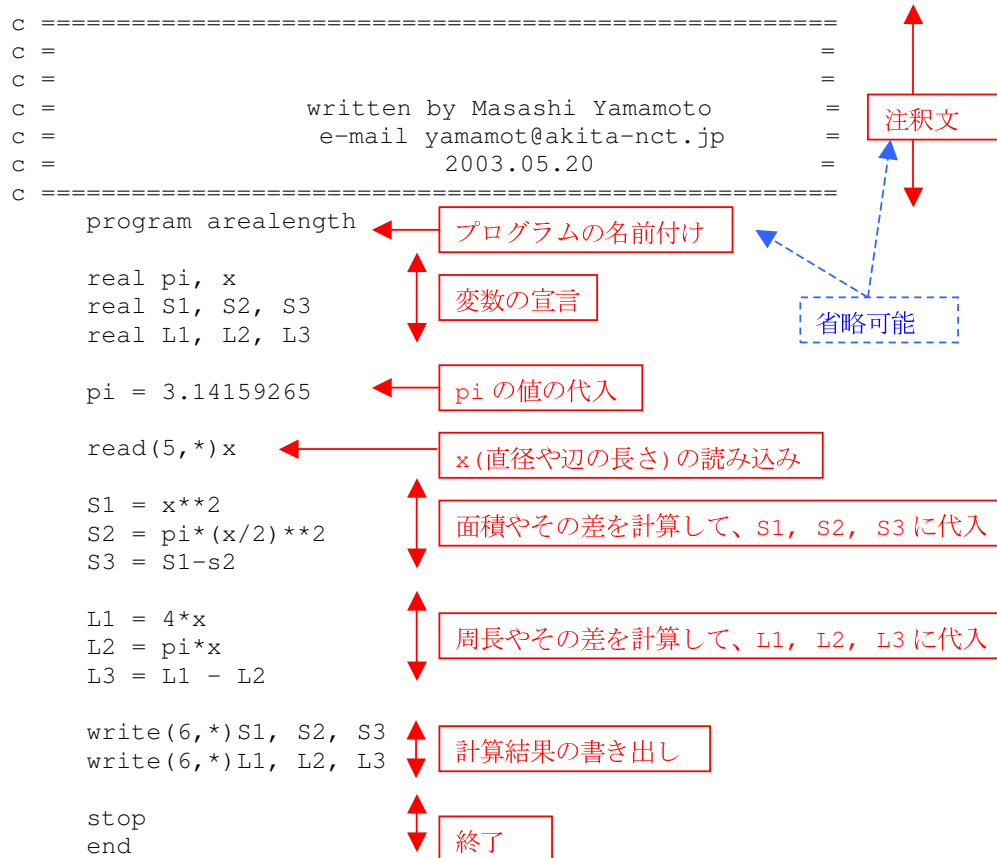 c ======================================================
c = =
c = =
c = written by Masashi Yamamoto =
c = e-mail yamamot@akita-nct.jp =
c = 2003.05.20 =
c ======================================================
注釈文
program arealength
プログラムの名前付け
real pi, x
real S1, S2, S3
real L1, L2, L3
変数の宣言
省略可能
pi = 3.14159265
piの値の代入
read(5,*)x
x(直径や辺の長さ)の読み込み
S1 = x**2
S2 = pi*(x/2)**2
S3 = S1-s2
面積やその差を計算して、S1, S2, S3に代入
L1 = 4*x
L2 = pi*x
L3 = L1 - L2
周長やその差を計算して、L1, L2, L3に代入
write(6,*)S1, S2, S3
write(6,*)L1, L2, L3
計算結果の書き出し
stop
end
終了